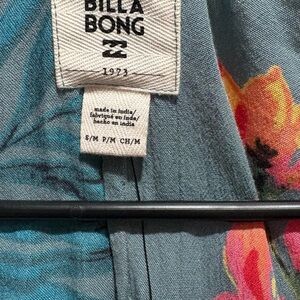 BILLA
BONG
1973
made in india/
fabriqué en inde/
hecho en india
S/M P/M CH/M